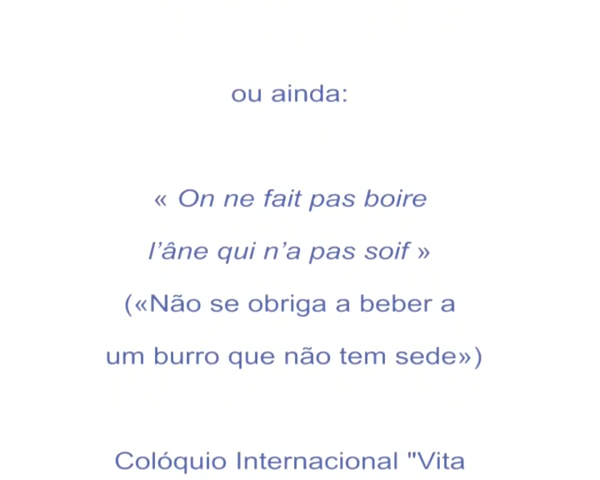 ou ainda:
« On ne fait pas boire
l’âne qui n’a pas soif »
(«Não se obriga a beber a
um burro que não tem sede»)
Colóquio Internacional "Vita